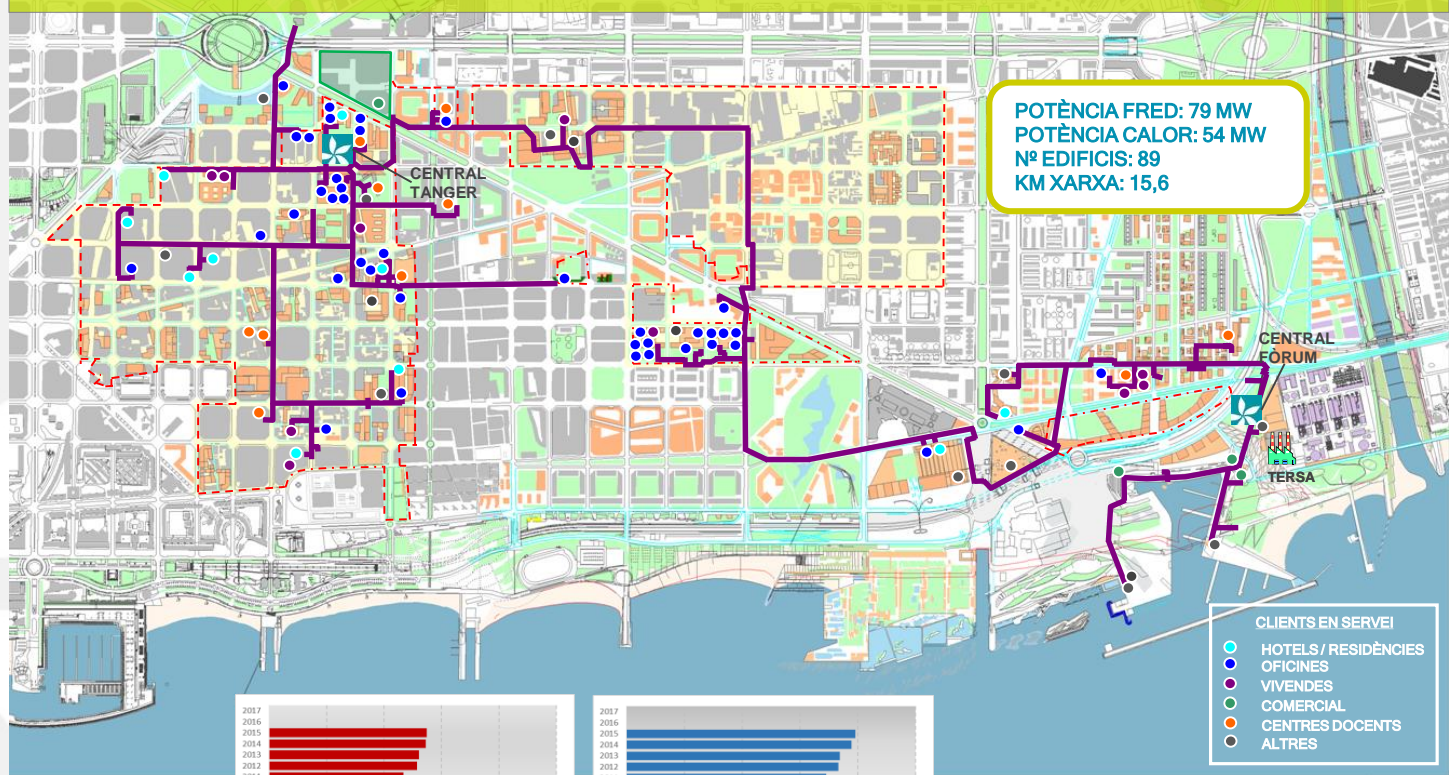 POTÈNCIA FRED: 79 MW
POTÈNCIA CALOR: 54 MW
Nº EDIFICIS: 89
KM XARXA: 15,6
CENTRAL
TANGER
CENTRAL
FÒRUM
TERSA
CLIENTS EN SERVEI
HOTELS / RESIDÈNCIES
OFICINES
VIVENDES
COMERCIAL
CENTRES DOCENTS
ALTRES
2017
2016
2015
2014
2013
2012
2017
2016
2015
2014
2013
2012